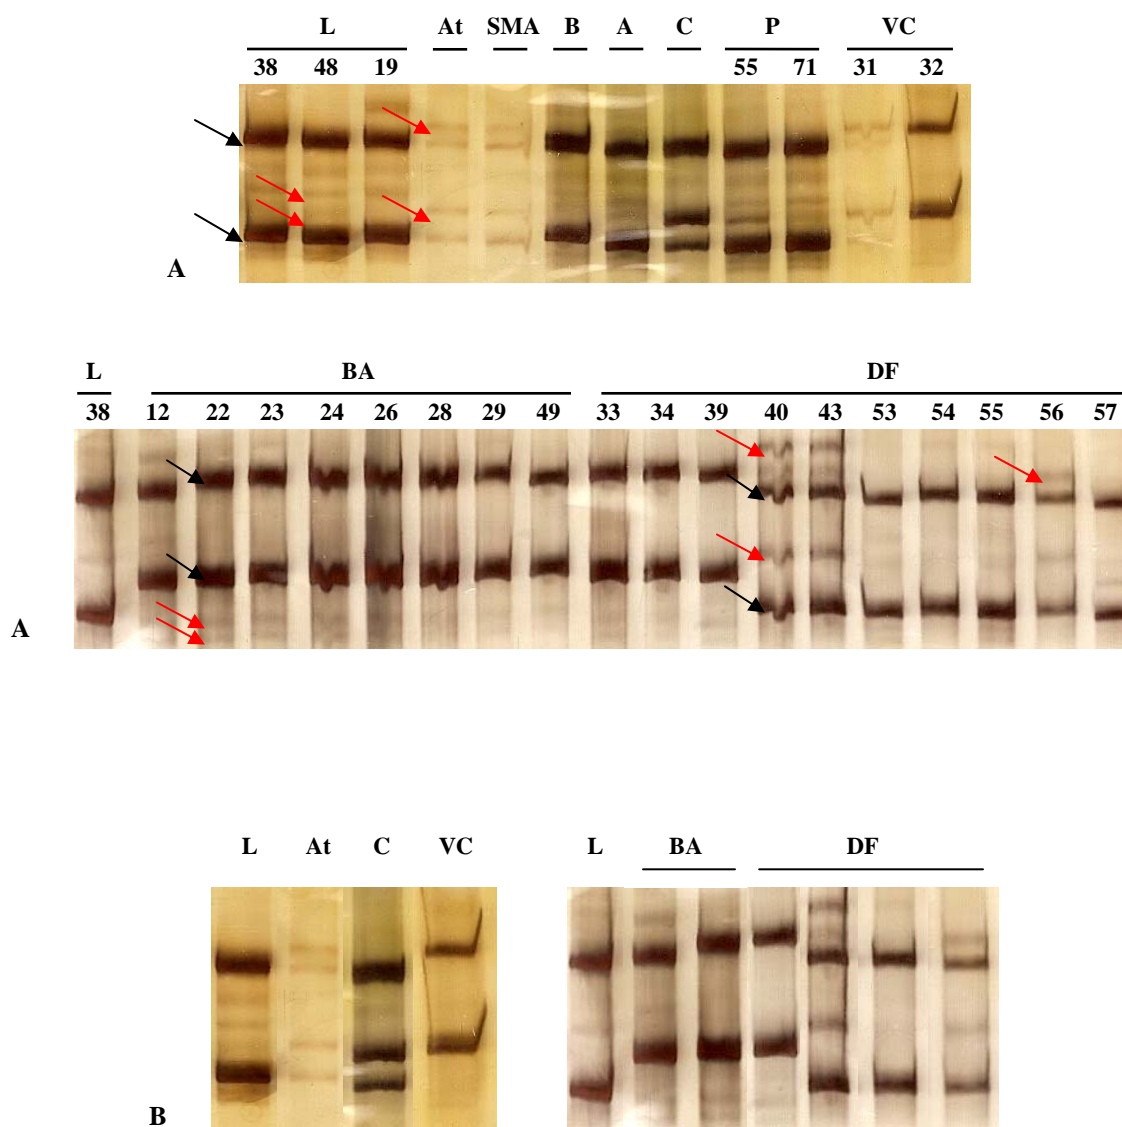 L At SMA B A C P VC
38 48 19 55 71 31 32
A
L BA DF
38 12 22 23 24 26 28 29 49 33 34 39 40 43 53 54 55 56 57
A
L At C VC L BA DF
B